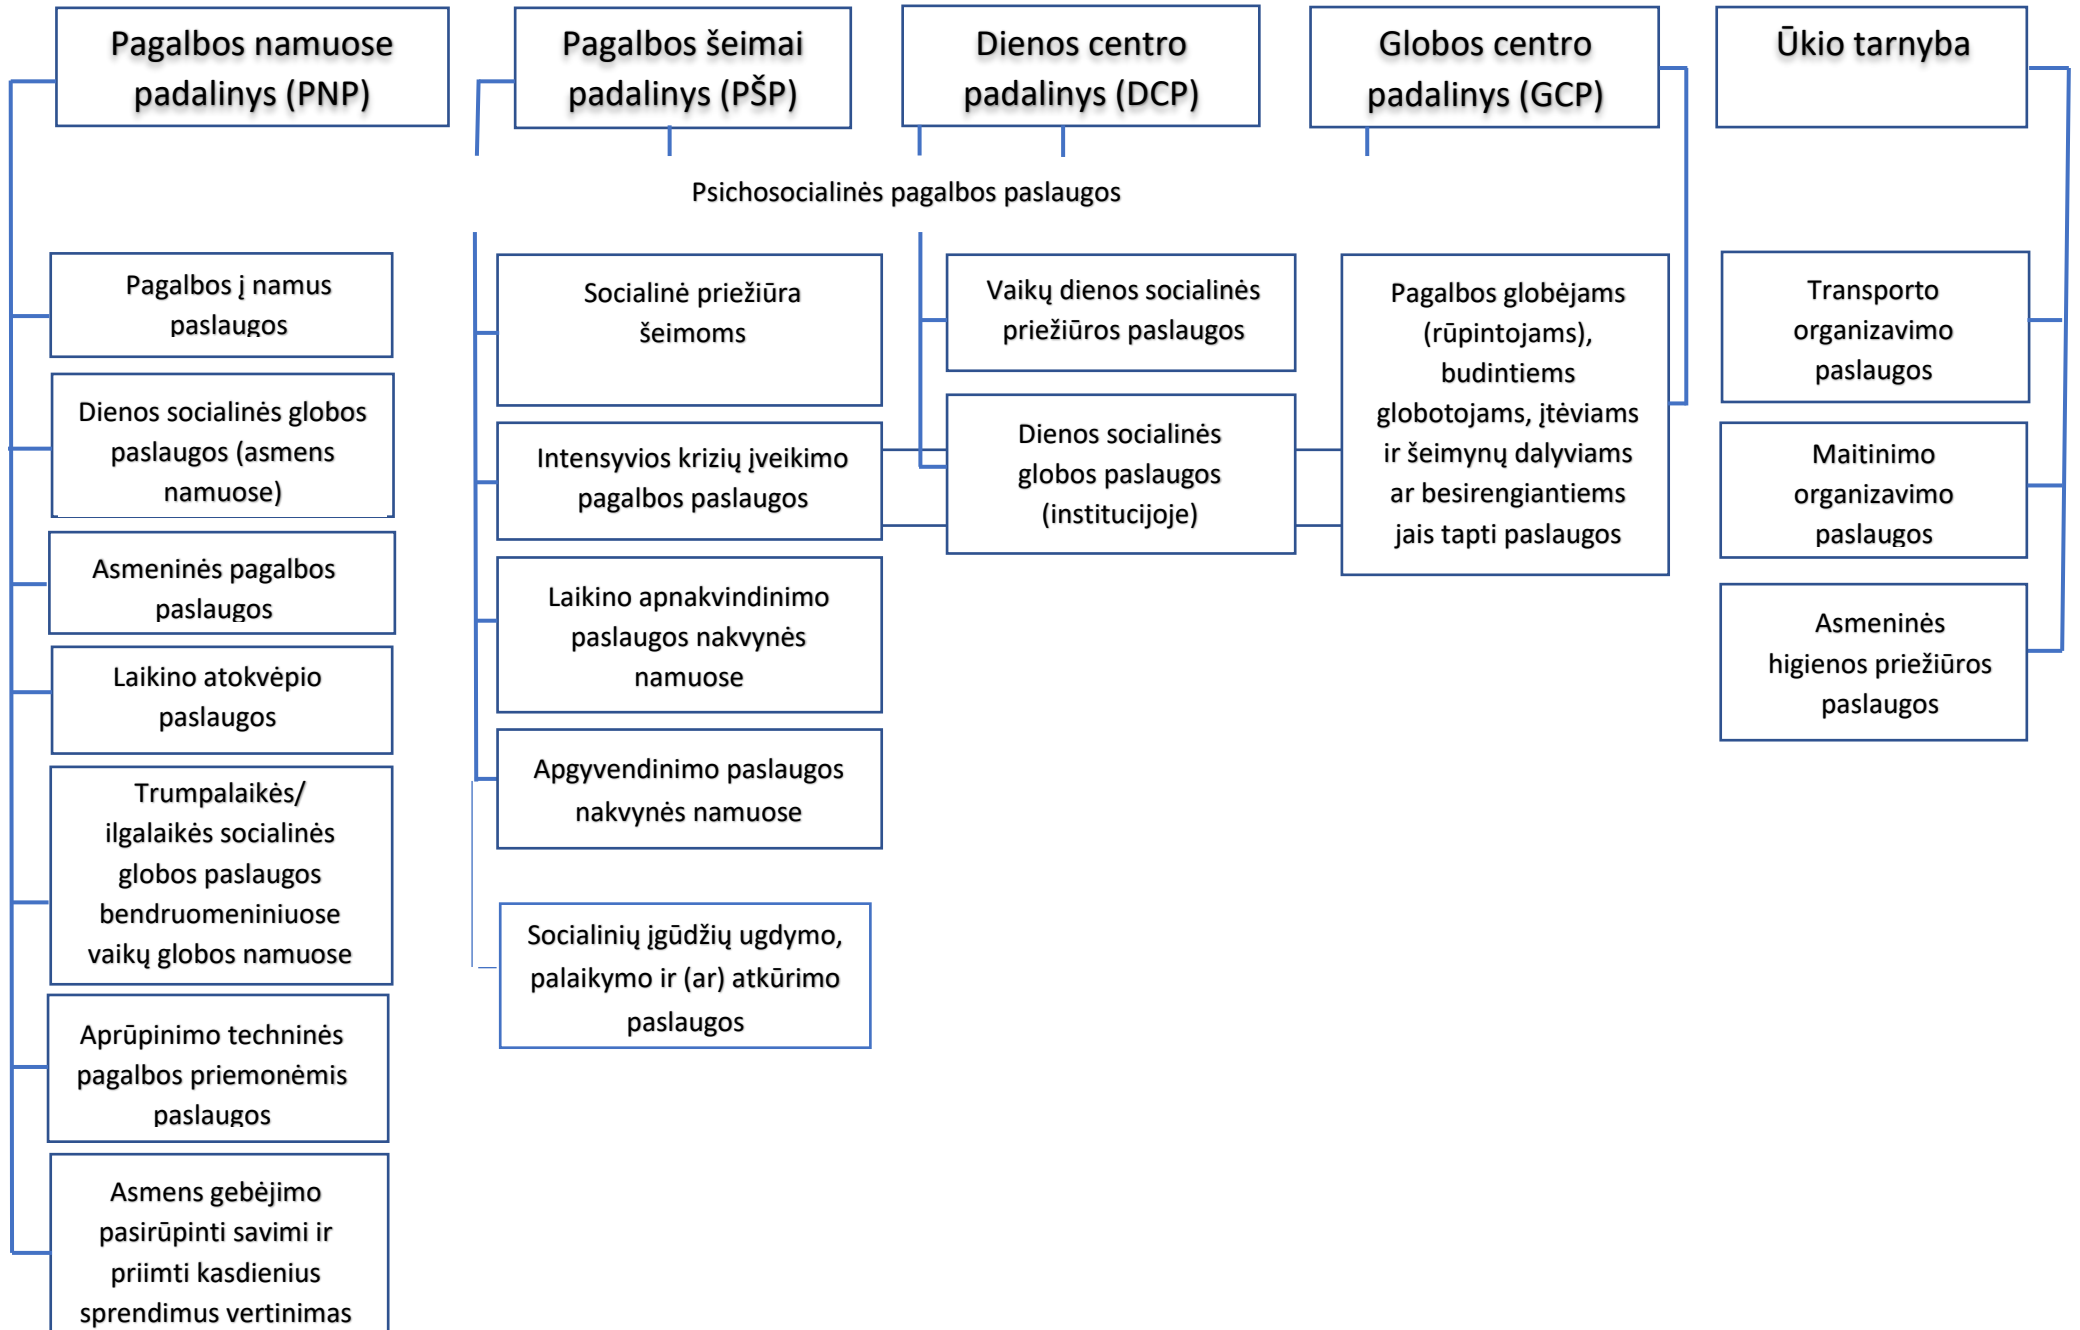 Pagalbos namuose
padalinys (PNP)
Pagalbos šeimai
padalinys (PŠP)
Dienos centro
padalinys (DCP)
Globos centro
padalinys (GCP)
Ūkio tarnyba
Psichosocialinės pagalbos paslaugos
Pagalbos į namus
paslaugos
Dienos socialinės globos
paslaugos (asmens
namuose)
Asmeninės pagalbos
paslaugos
Laikino atokvėpio
paslaugos
Trumpalaikės/
ilgalaikės socialinės
globos paslaugos
bendruomeniniuose
vaikų globos namuose
Aprūpinimo techninės
pagalbos priemonėmis
paslaugos
Asmens gebėjimo
pasirūpinti savimi ir
priimti kasdienius
sprendimus vertinimas
Socialinė priežiūra
šeimoms
Intensyvios krizių įveikimo
pagalbos paslaugos
Laikino apnakvindinimo
paslaugos nakvynės
namuose
Apgyvendinimo paslaugos
nakvynės namuose
Socialinių įgūdžių ugdymo,
palaikymo ir (ar) atkūrimo
paslaugos
Vaikų dienos socialinės
priežiūros paslaugos
Dienos socialinės
globos paslaugos
(institucijoje)
Pagalbos globėjams
(rūpintojams),
budintiems
globotojams, įtėviams
ir šeimynų dalyviams
ar besirengiantiems
jais tapti paslaugos
Transporto
organizavimo
paslaugos
Maitinimo
organizavimo
paslaugos
Asmeninės
higienos priežiūros
paslaugos